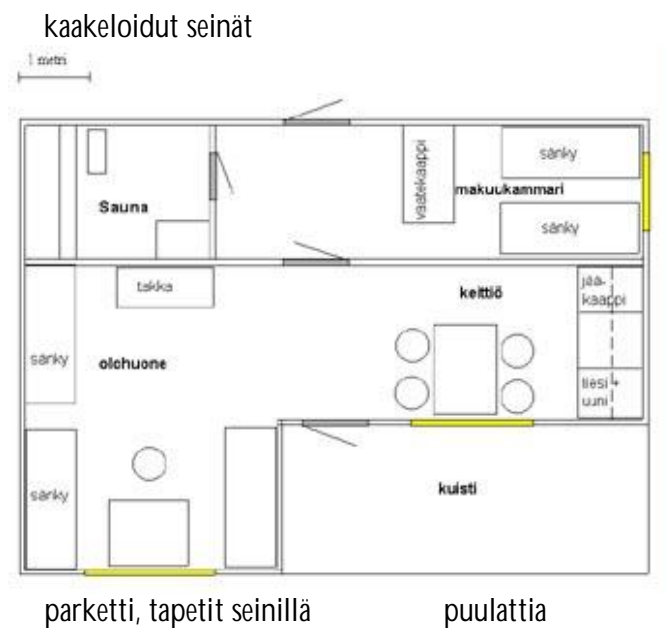 kaakeloidut seinät
1 metri
sänky
vaatekaappi
makuukammari
Sauna
sänky
takka
keittiö
jää-
kaappi
sänky
olohuone
liesi +
uuni
sänky
kuisti
parketti, tapetit seinillä
puulattia